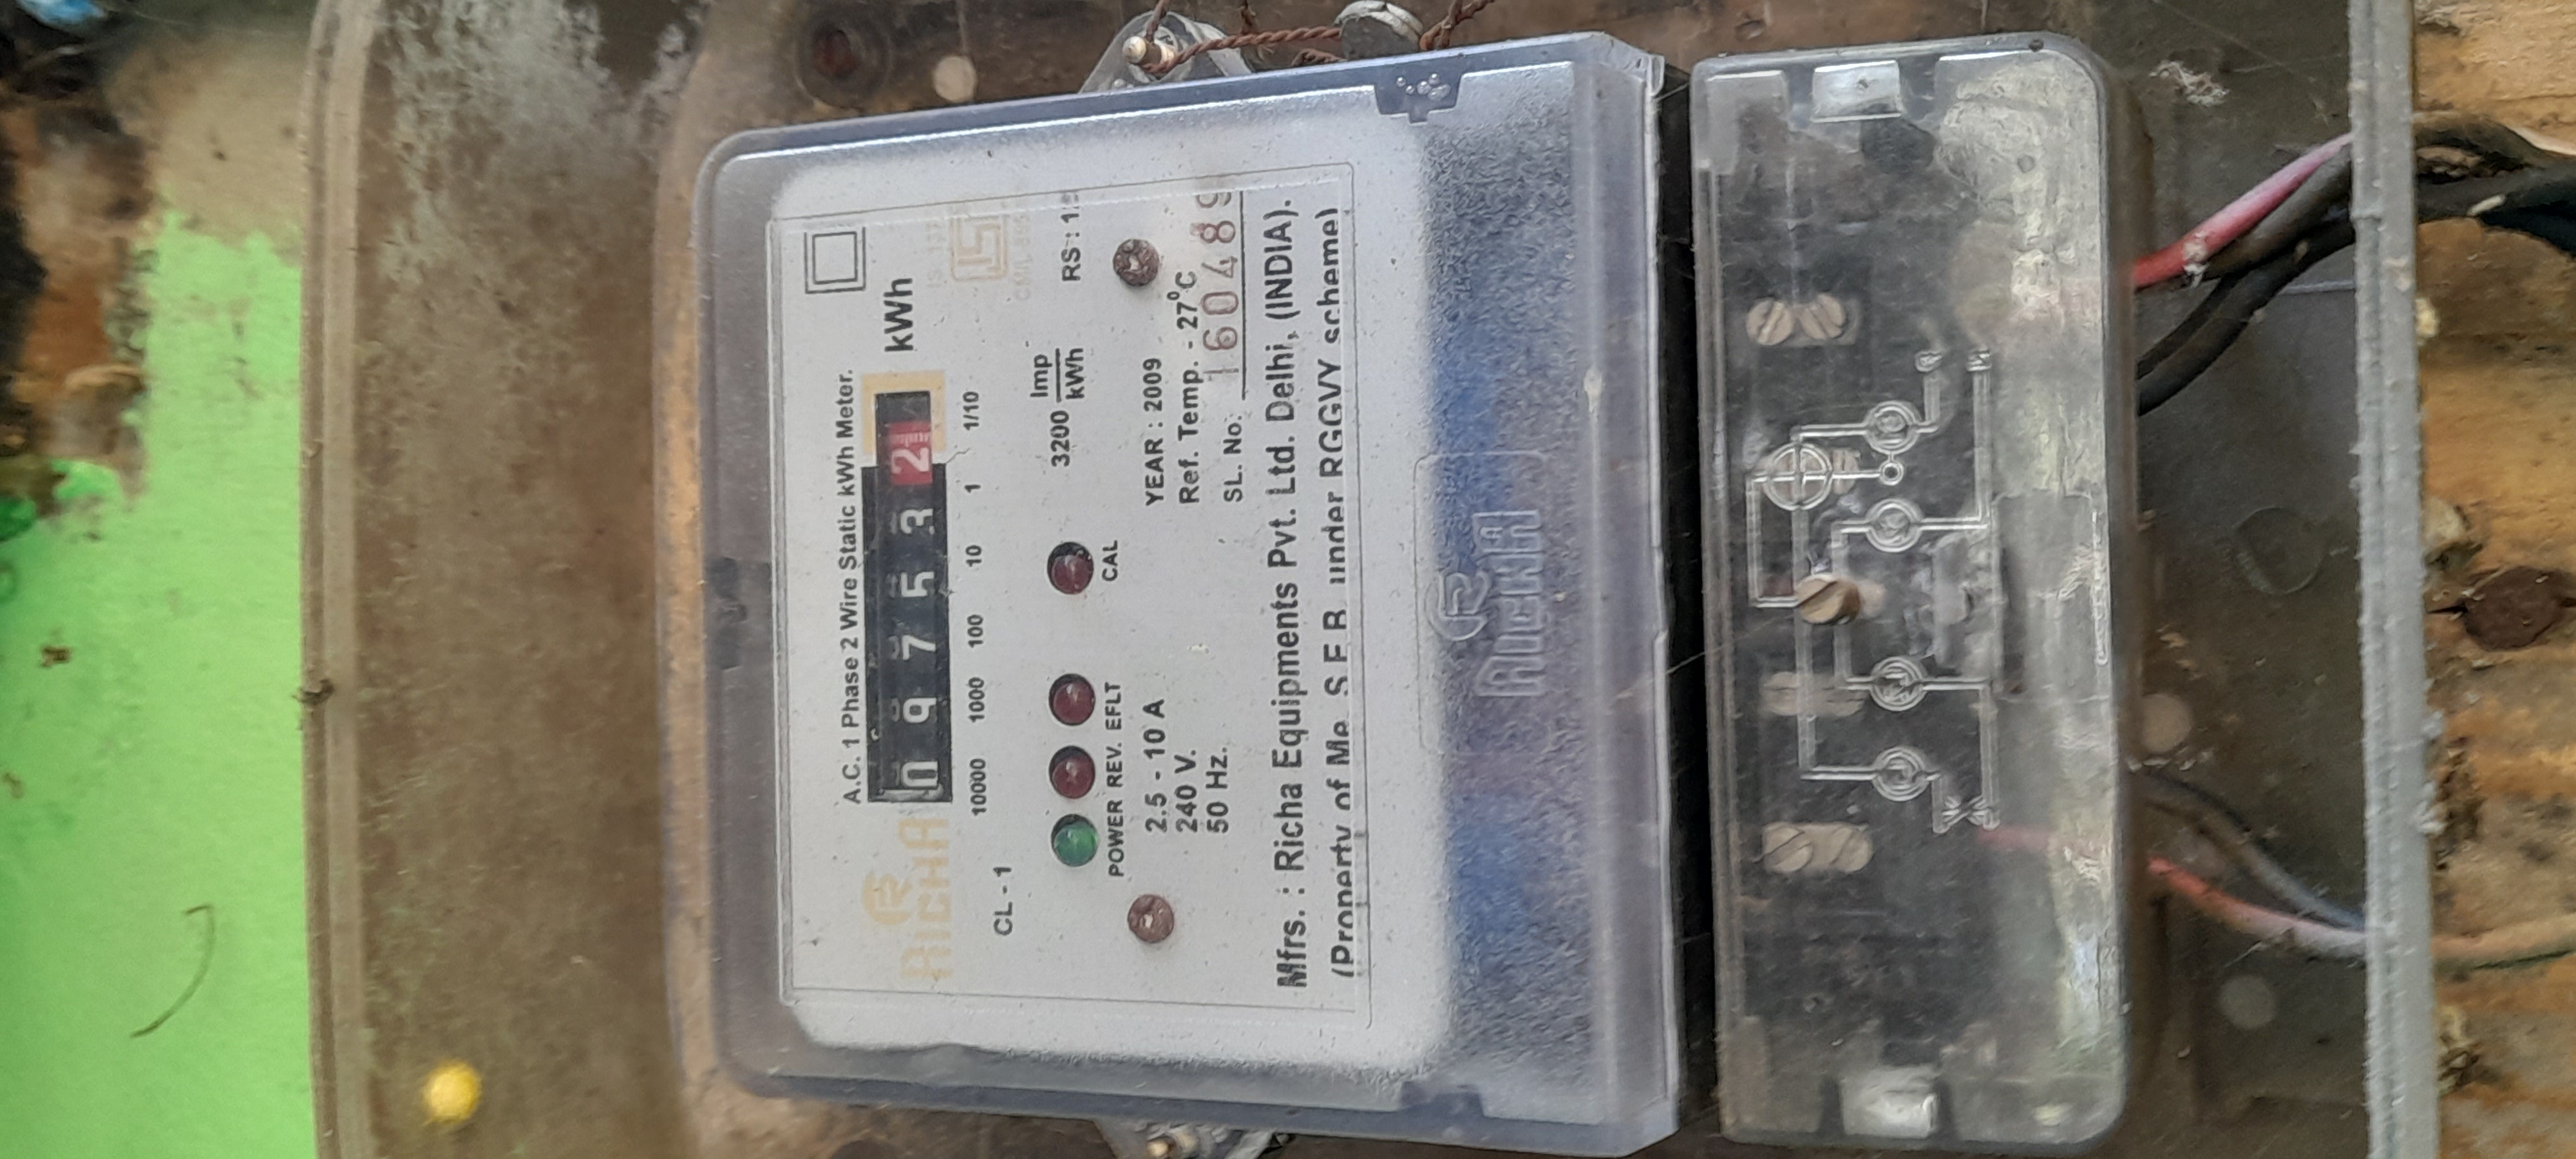 A.C. 1 Phase 2 Wire Static kWh Meter.
RICHA
0 9 7 5 3 2 kWh
10000 1000 100 10 1 1/10
CL - 1
3200 Imp
kWh
RS : 1
POWER REV. EFLT CAL
2.5 - 10 A YEAR : 2009
240 V. Ref. Temp. - 27°C
50 Hz. SL. No: 160489
Mfrs. : Richa Equipments Pvt. Ltd. Delhi, (INDIA).
(Property of Me. S.E.B. under RGGVY scheme)
RICHA